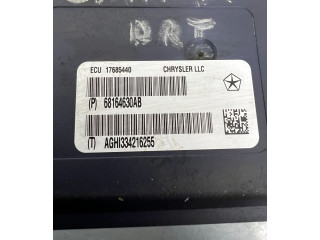 DRT
ECU 17685440 CHRYSLER LLC
(P) 68164630AB
(T) AGHI334216255